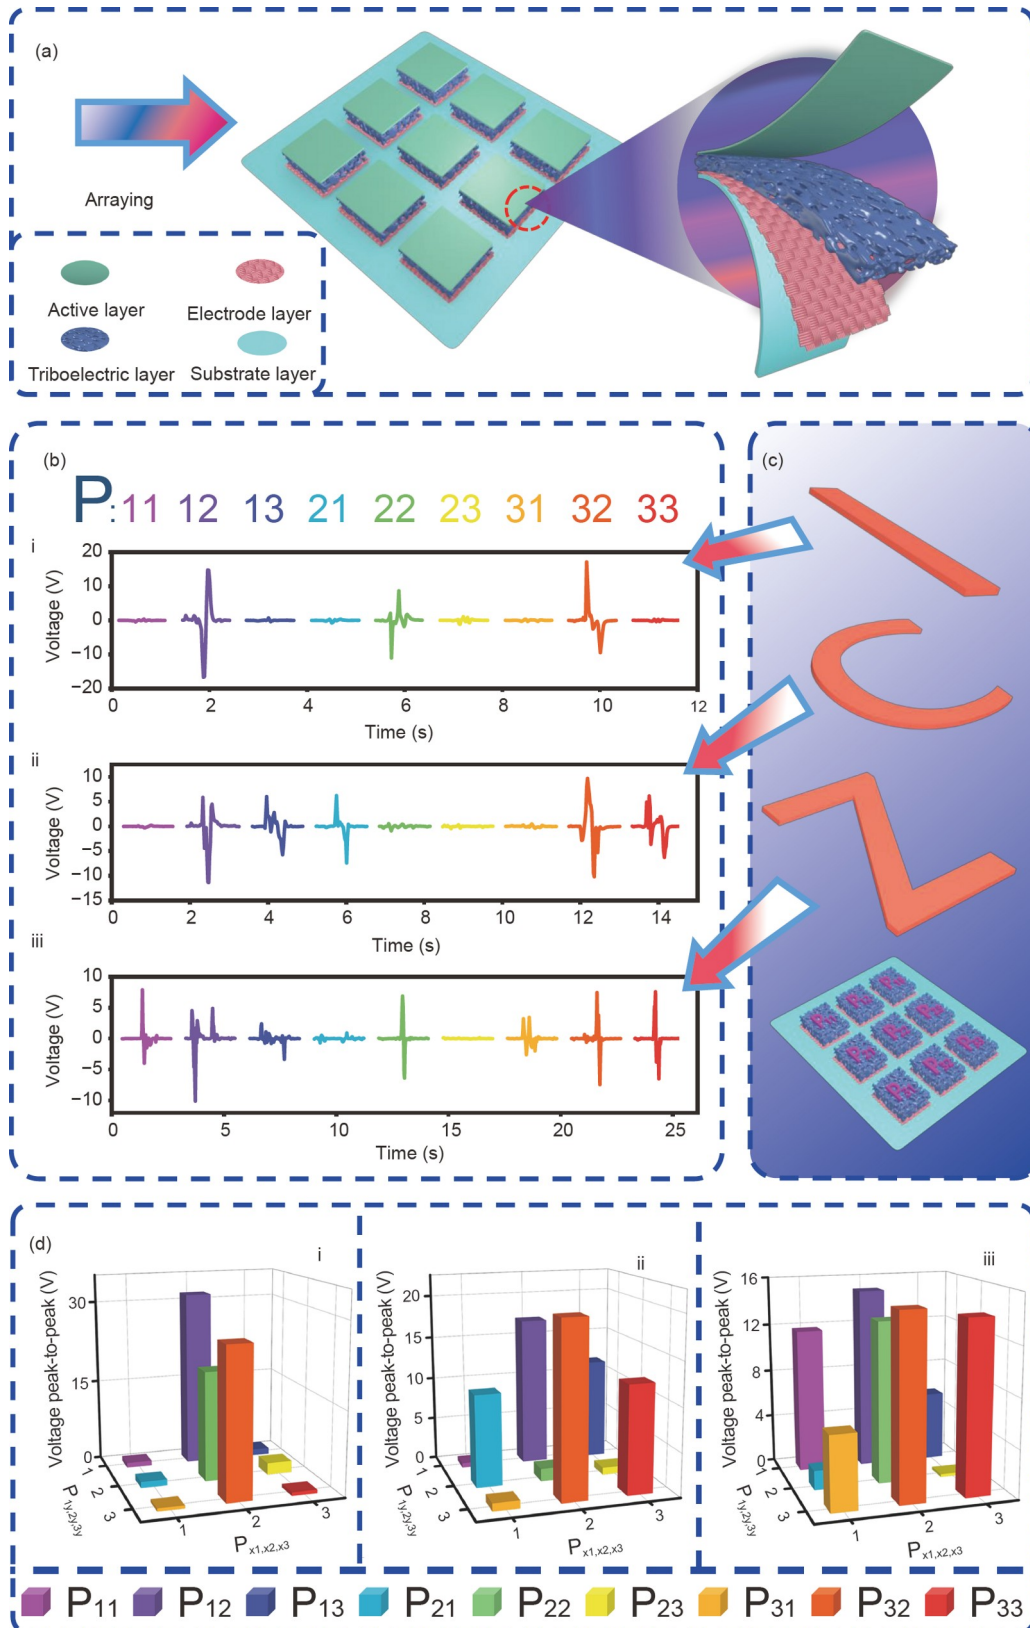 (a)
Arraying
Active layer
Electrode layer
Triboelectric layer
Substrate layer
(b)
P: 11 12 13 21 22 23 31 32 33
i
20
10
0
−10
−20
Voltage (V)
0 2 4 6 8 10 12
Time (s)
ii
10
5
0
−5
−10
−15
Voltage (V)
0 2 4 6 8 10 12 14
Time (s)
iii
10
5
0
−5
−10
Voltage (V)
0 5 10 15 20 25
Time (s)
(c)
(d)
i
Voltage peak-to-peak (V)
30
15
0
1 2 3
P1y,2y,3y
1 2 3
Px1,x2,x3
ii
Voltage peak-to-peak (V)
20
15
10
5
0
1 2 3
P1y,2y,3y
1 2 3
Px1,x2,x3
iii
Voltage peak-to-peak (V)
16
12
8
4
0
1 2 3
P1y,2y,3y
1 2 3
Px1,x2,x3
P11 P12 P13 P21 P22 P23 P31 P32 P33